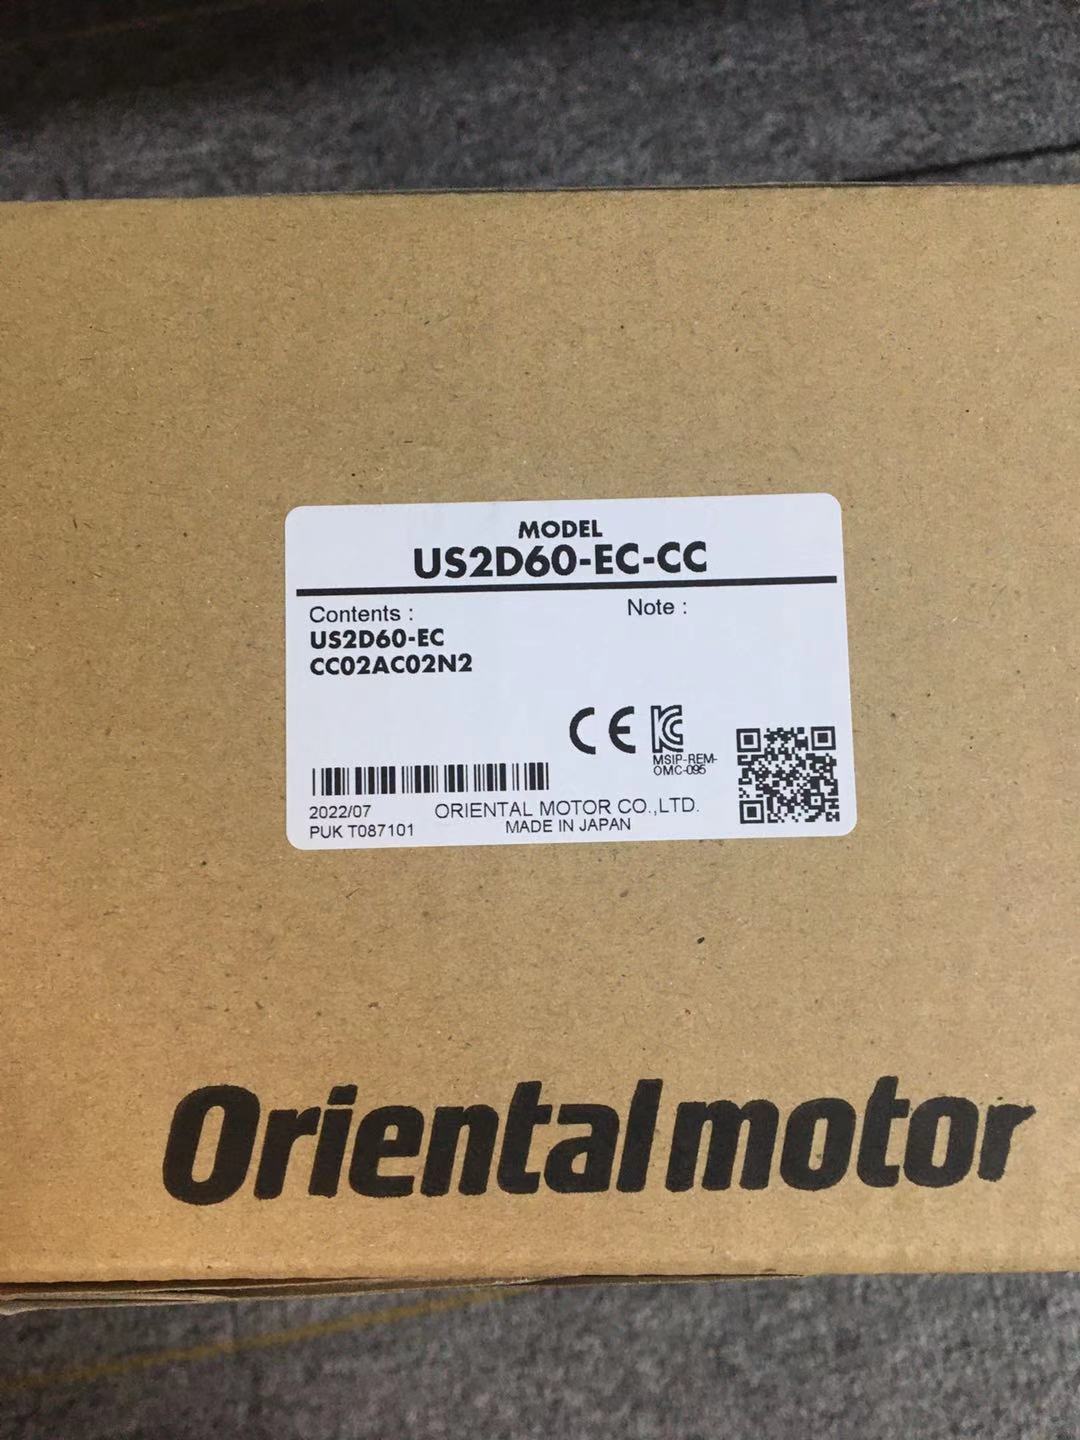 MODEL
US2D60-EC-CC
Contents :
Note :
US2D60-EC
CC02AC02N2
CE
MSIP-REM-
OMC-095
2022/07
ORIENTAL MOTOR CO.,LTD.
PUK T087101
MADE IN JAPAN
Orientalmotor